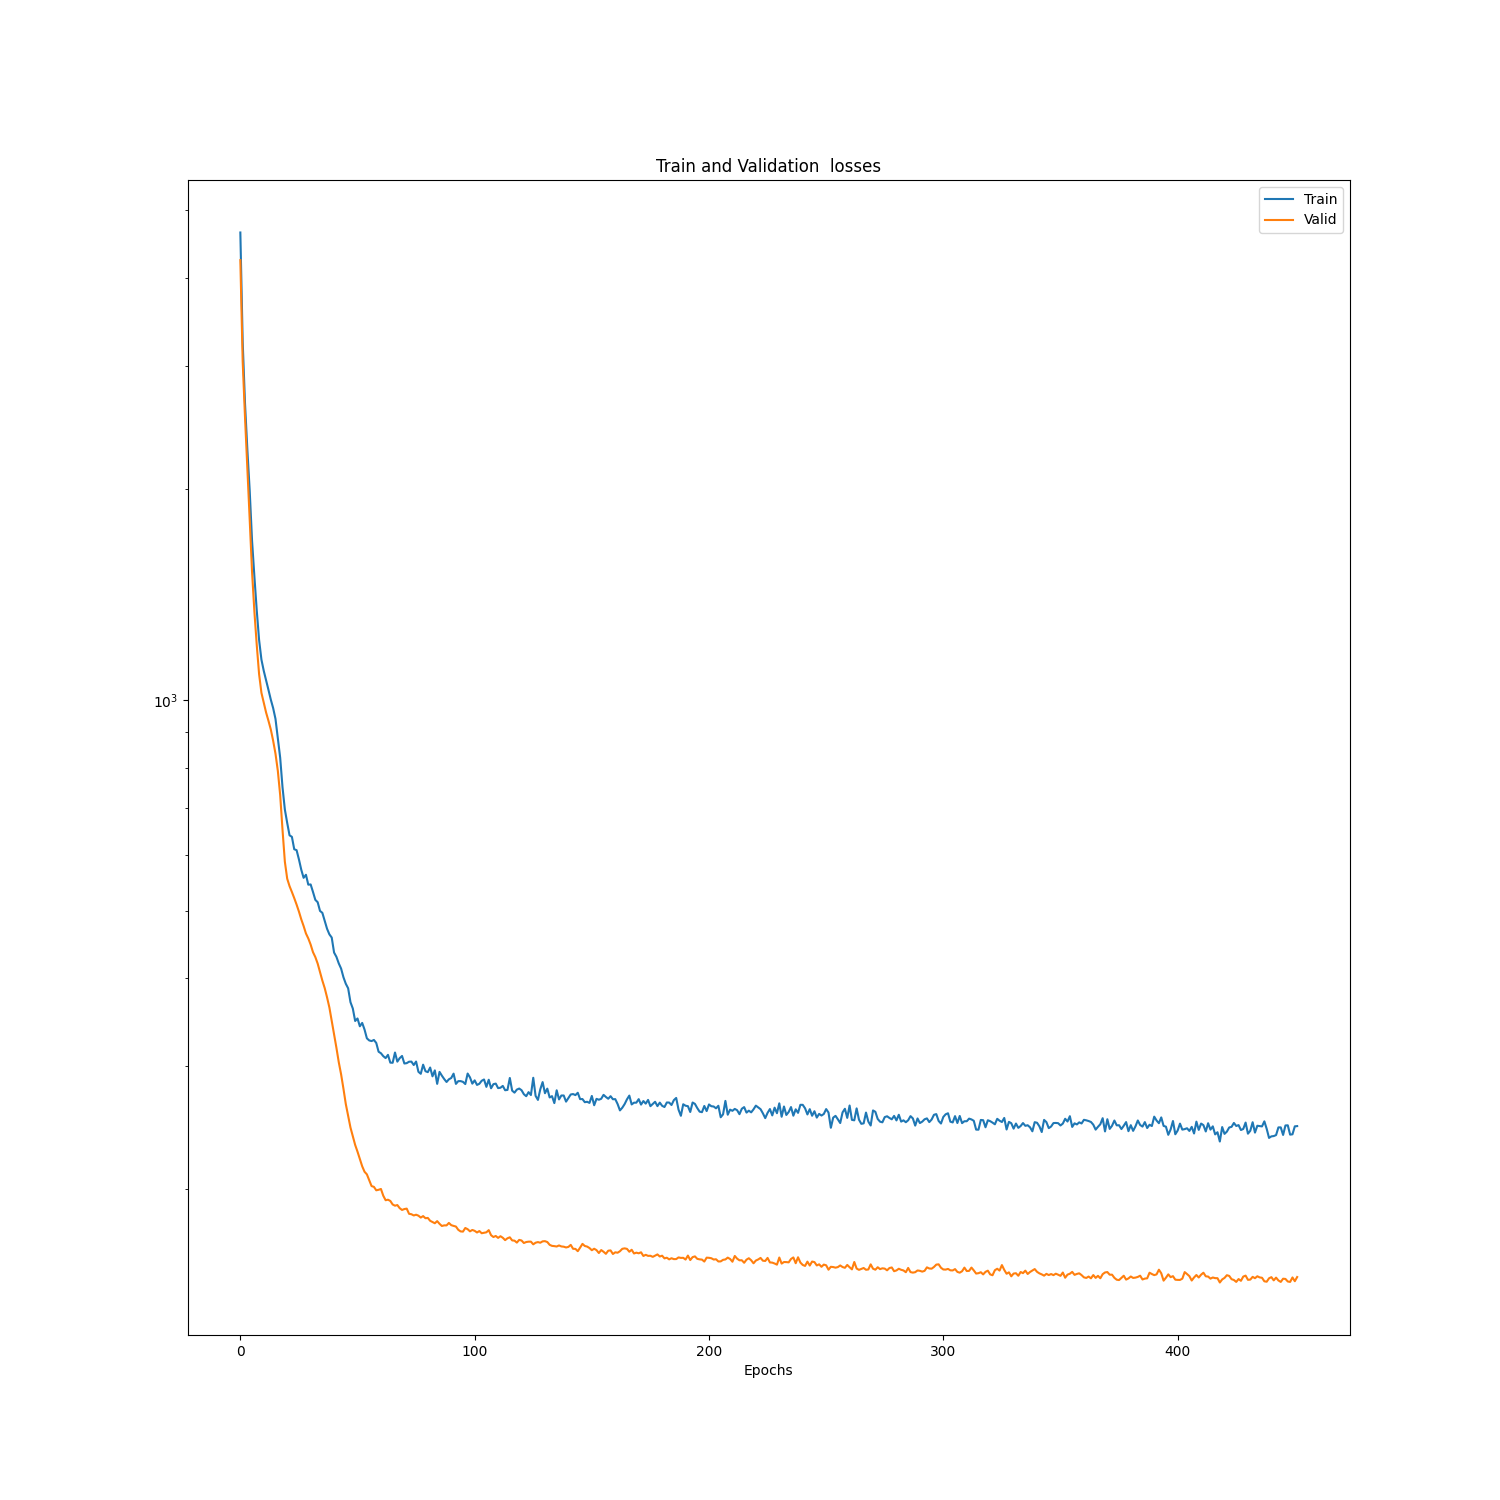 Train and Validation  losses
Train
Valid
10³
0 100 200 300 400
Epochs